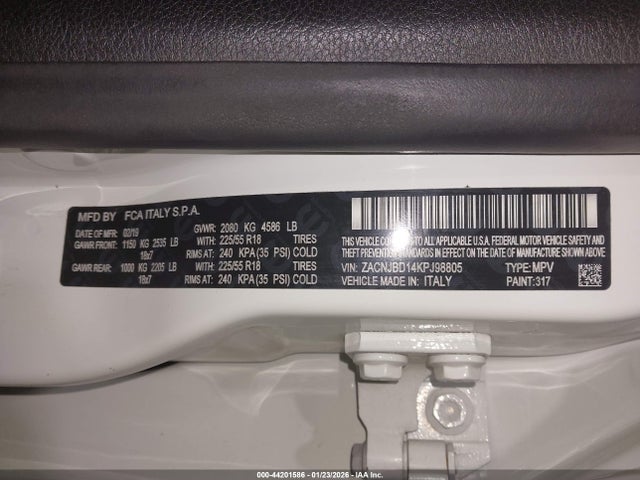 MFD BY FCA ITALY S.P.A.
DATE OF MFR: 02/19 GVWR: 2080 KG 4586 LB
GAWR FRONT: 1150 KG 2535 LB WITH: 225/55 R18 TIRES
18x7 RIMS AT: 240 KPA (35 PSI) COLD
GAWR REAR: 1000 KG 2205 LB WITH: 225/55 R18 TIRES
18x7 RIMS AT: 240 KPA (35 PSI) COLD
THIS VEHICLE CONFORMS TO ALL APPLICABLE U.S.A. FEDERAL MOTOR VEHICLE SAFETY AND
THEFT PREVENTION STANDARDS IN EFFECT ON THE DATE OF MANUFACTURE SHOWN ABOVE.
VIN: ZACNJBD14KPJ98805 TYPE: MPV
VEHICLE MADE IN: ITALY PAINT: 317
000-44201586 - 01/23/2026 - IAA Inc.